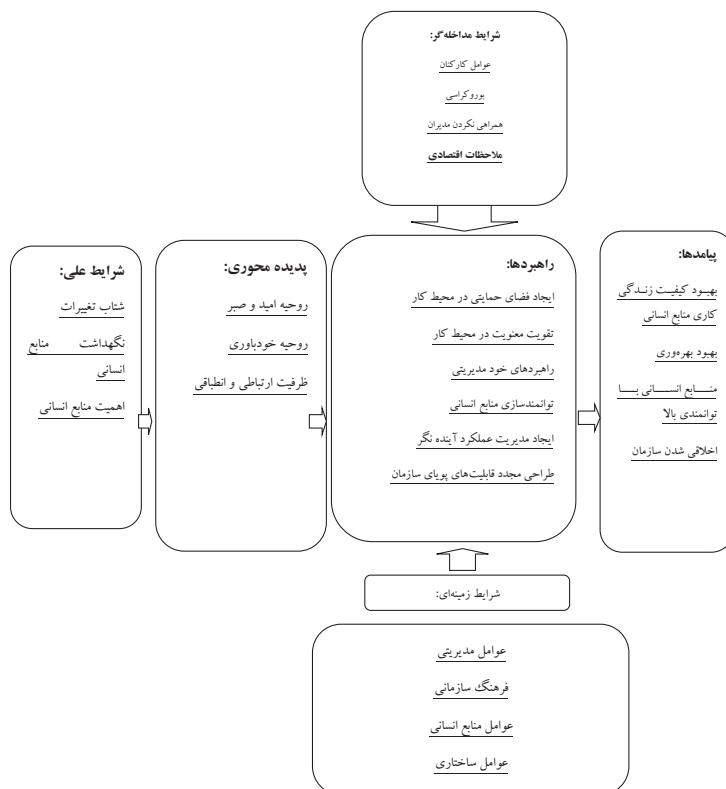 شرایط مداخله‌گر:
عوامل کارکنان
بوروکراسی
همراهی نکردن مدیران
ملاحظات اقتصادی
شرایط علی:
شتاب تغییرات
نگهداشت منابع
انسانی
اهمیت منابع انسانی
پدیده محوری:
روحیه امید و صبر
روحیه خودباوری
ظرفیت ارتباطی و انطباقی
راهبردها:
ایجاد فضای حمایتی در محیط کار
تقویت معنویت در محیط کار
راهبردهای خود مدیریتی
توانمندسازی منابع انسانی
ایجاد مدیریت عملکرد آینده نگر
طراحی مجدد قابلیت‌های پویای سازمان
پیامدها:
بهبود کیفیت زندگی
کاری منابع انسانی
بهبود بهره‌وری
منابع انسانی با
توانمندی بالا
اخلاقی شدن سازمان
شرایط زمینه‌ای:
عوامل مدیریتی
فرهنگ سازمانی
عوامل منابع انسانی
عوامل ساختاری